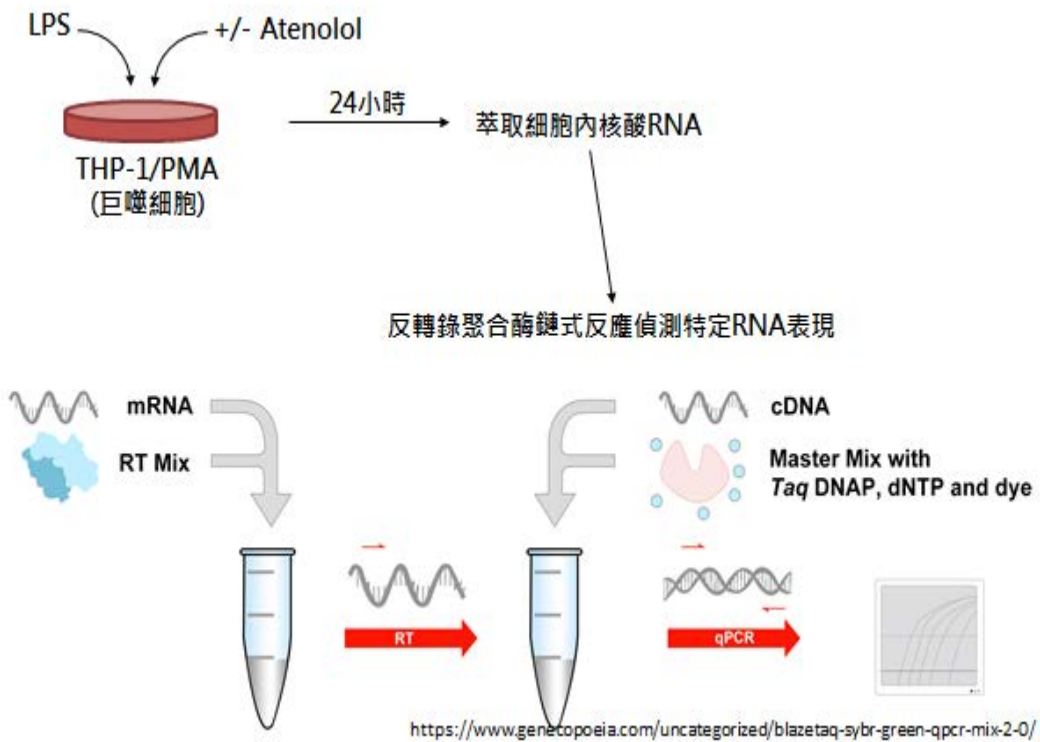 LPS
+/- Atenolol
24小時
萃取細胞內核酸RNA
THP-1/PMA
(巨噬細胞)
反轉錄聚合酶鏈式反應偵測特定RNA表現
mRNA
RT Mix
cDNA
Master Mix with
Taq DNAP, dNTP and dye
RT
qPCR
https://www.genecopoeia.com/uncategorized/blazetaq-sybr-green-qpcr-mix-2-0/